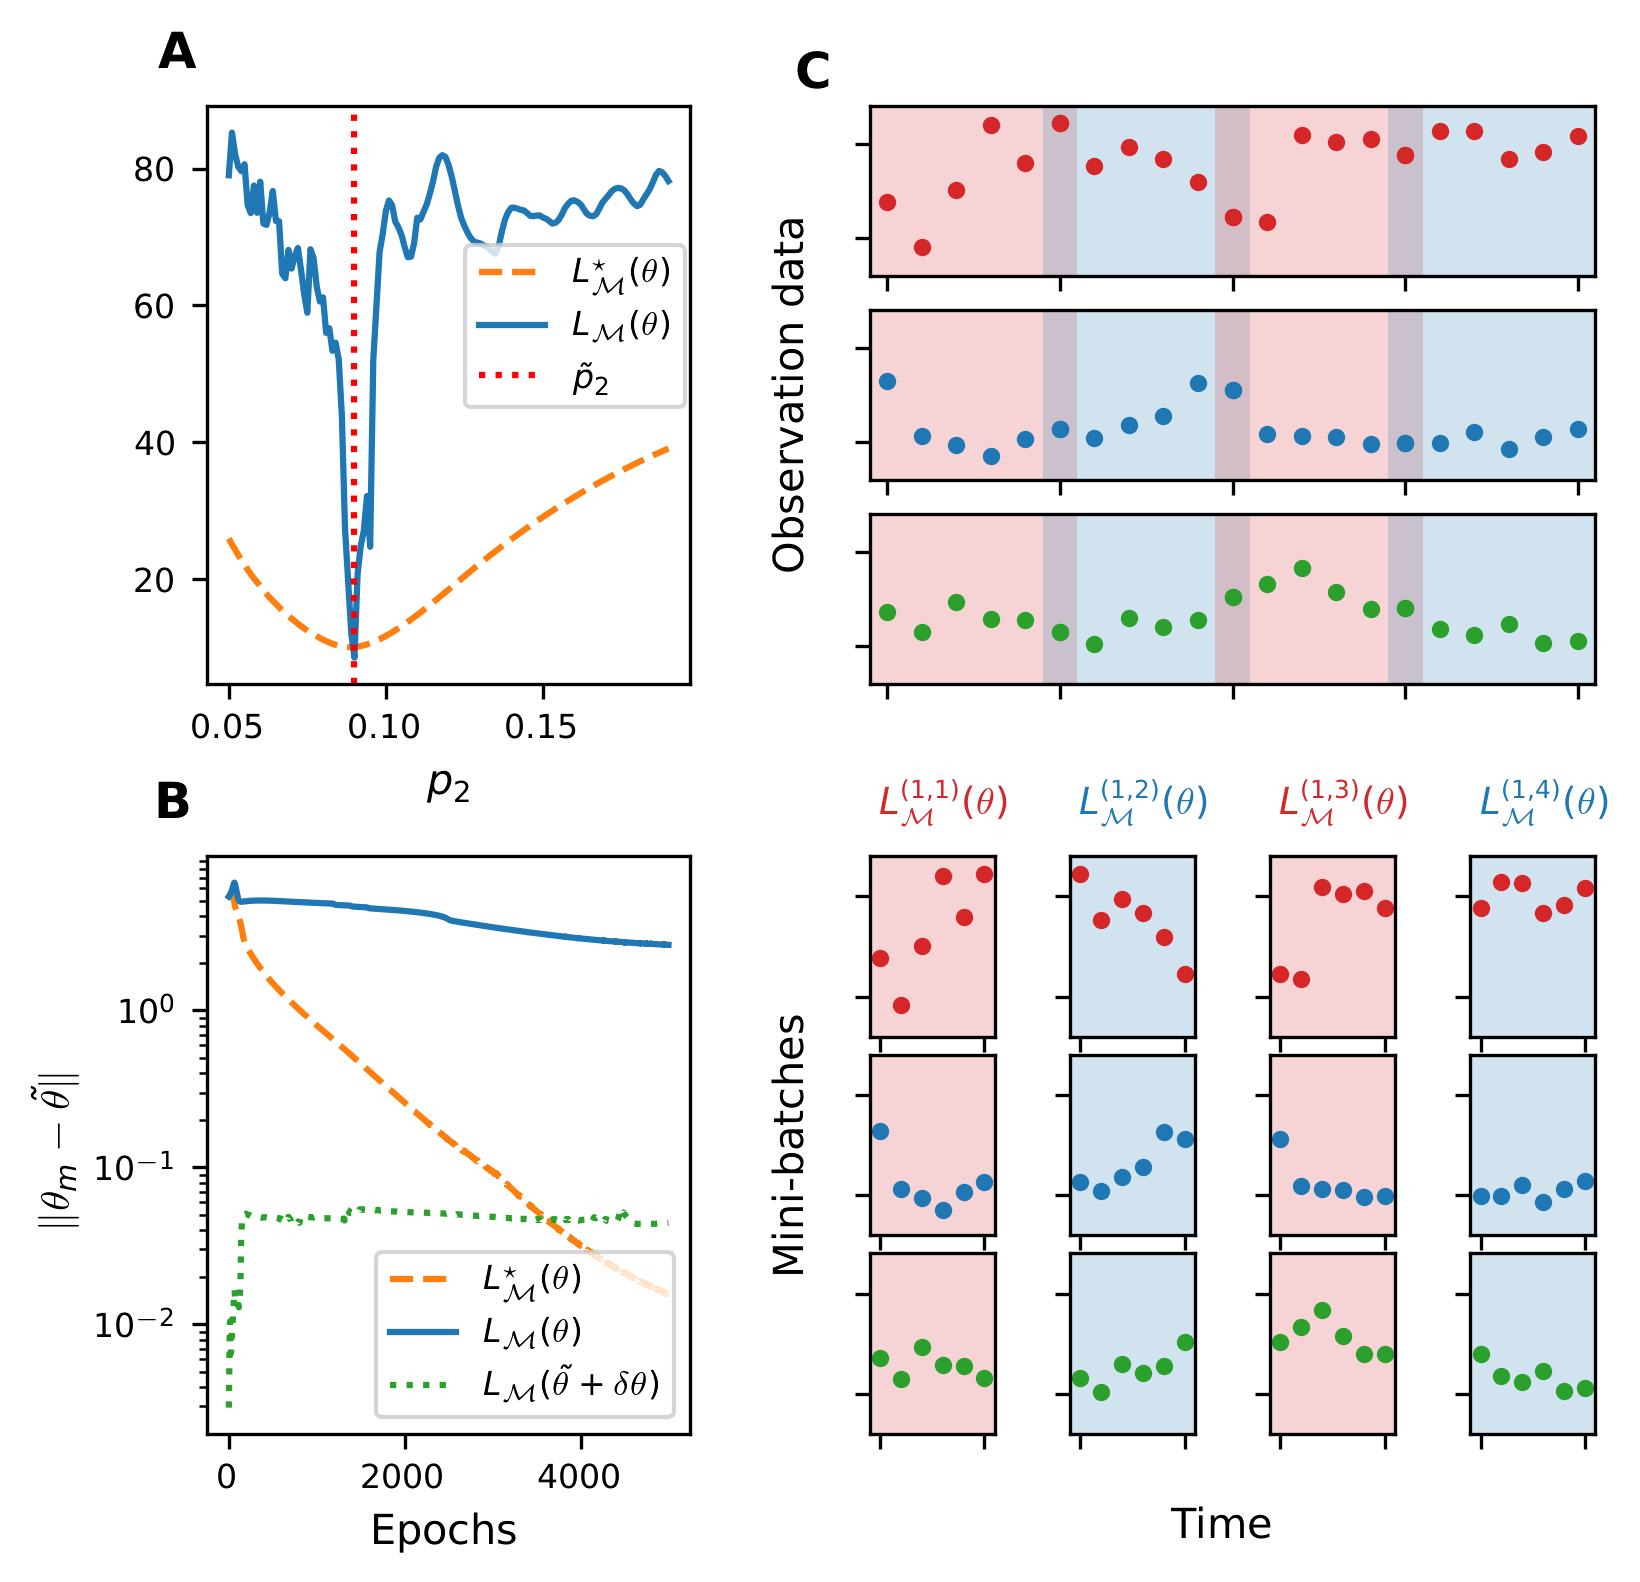 A
80
60
40
20
0.05 0.10 0.15
p₂
L*_ℳ(θ)
L_ℳ(θ)
p̃₂
B
10⁰
10⁻¹
10⁻²
||θₘ − θ̃||
0 2000 4000
Epochs
L*_ℳ(θ)
L_ℳ(θ)
L_ℳ(θ̃ + δθ)
C
Observation data
L_ℳ^(1,1)(θ) L_ℳ^(1,2)(θ) L_ℳ^(1,3)(θ) L_ℳ^(1,4)(θ)
Mini-batches
Time